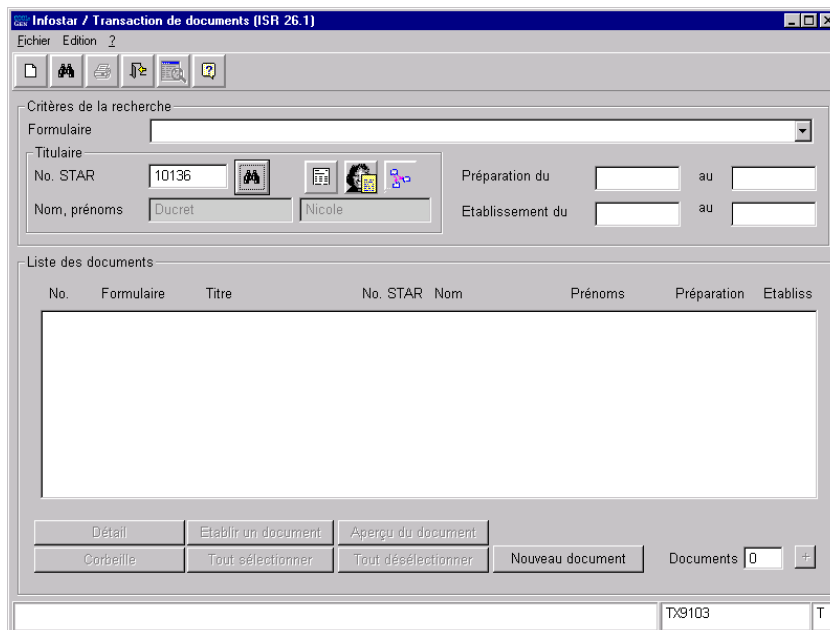 Infostar / Transaction de documents (ISR 26.1)
Fichier Edition ?
Critères de la recherche
Formulaire
Titulaire
No. STAR 10136 Préparation du au
Nom, prénoms Ducret Nicole Etablissement du au
Liste des documents
No. Formulaire Titre No. STAR Nom Prénoms Préparation Etabliss
Détail Etablir un document Aperçu du document
Corbeille Tout sélectionner Tout désélectionner Nouveau document Documents 0 +
TX9103 T